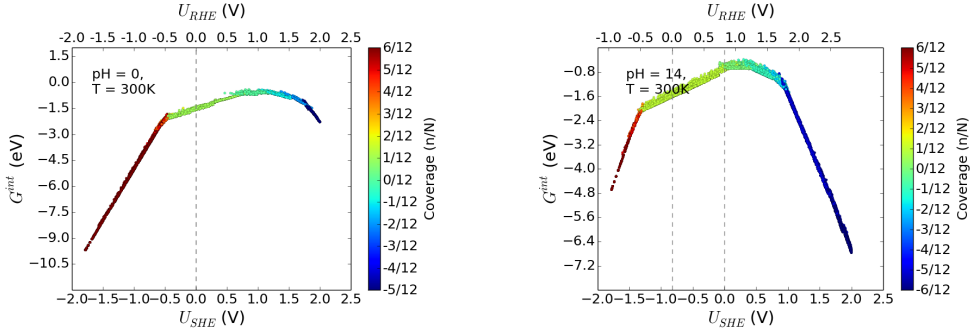 U_RHE (V)
-2.0 -1.5 -1.0 -0.5 0.0 0.5 1.0 1.5 2.0 2.5
1.5
0.0
−1.5
−3.0
−4.5
−6.0
−7.5
−9.0
−10.5
G^int (eV)
pH = 0,
T = 300K
−2.0 −1.5 −1.0 −0.5 0.0 0.5 1.0 1.5 2.0 2.5
U_SHE (V)
6/12
5/12
4/12
3/12
2/12
1/12
0/12
-1/12
-2/12
-3/12
-4/12
-5/12
Coverage (n/N)
U_RHE (V)
-1.0 -0.5 0.0 0.5 1.0 1.5 2.0 2.5
−0.8
−1.6
−2.4
−3.2
−4.0
−4.8
−5.6
−6.4
−7.2
G^int (eV)
pH = 14,
T = 300K
−2.0 −1.5 −1.0 −0.5 0.0 0.5 1.0 1.5 2.0 2.5
U_SHE (V)
6/12
5/12
4/12
3/12
2/12
1/12
0/12
-1/12
-2/12
-3/12
-4/12
-5/12
-6/12
Coverage (n/N)